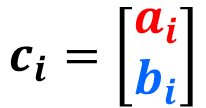 c_i = [a_i
b_i]